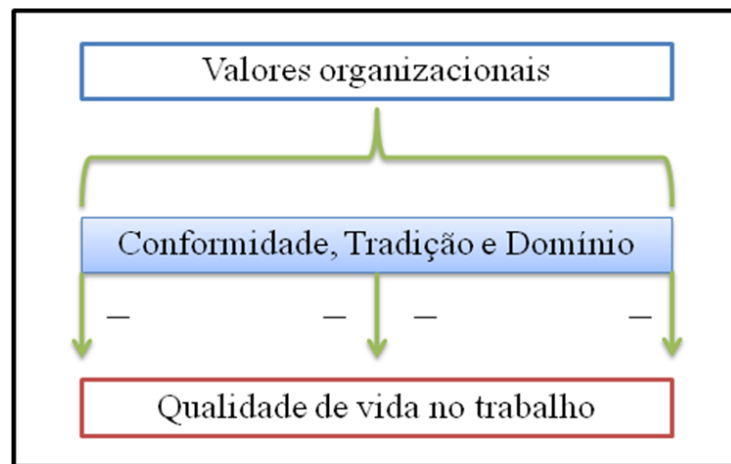 Valores organizacionais
Conformidade, Tradição e Domínio
– – – –
Qualidade de vida no trabalho